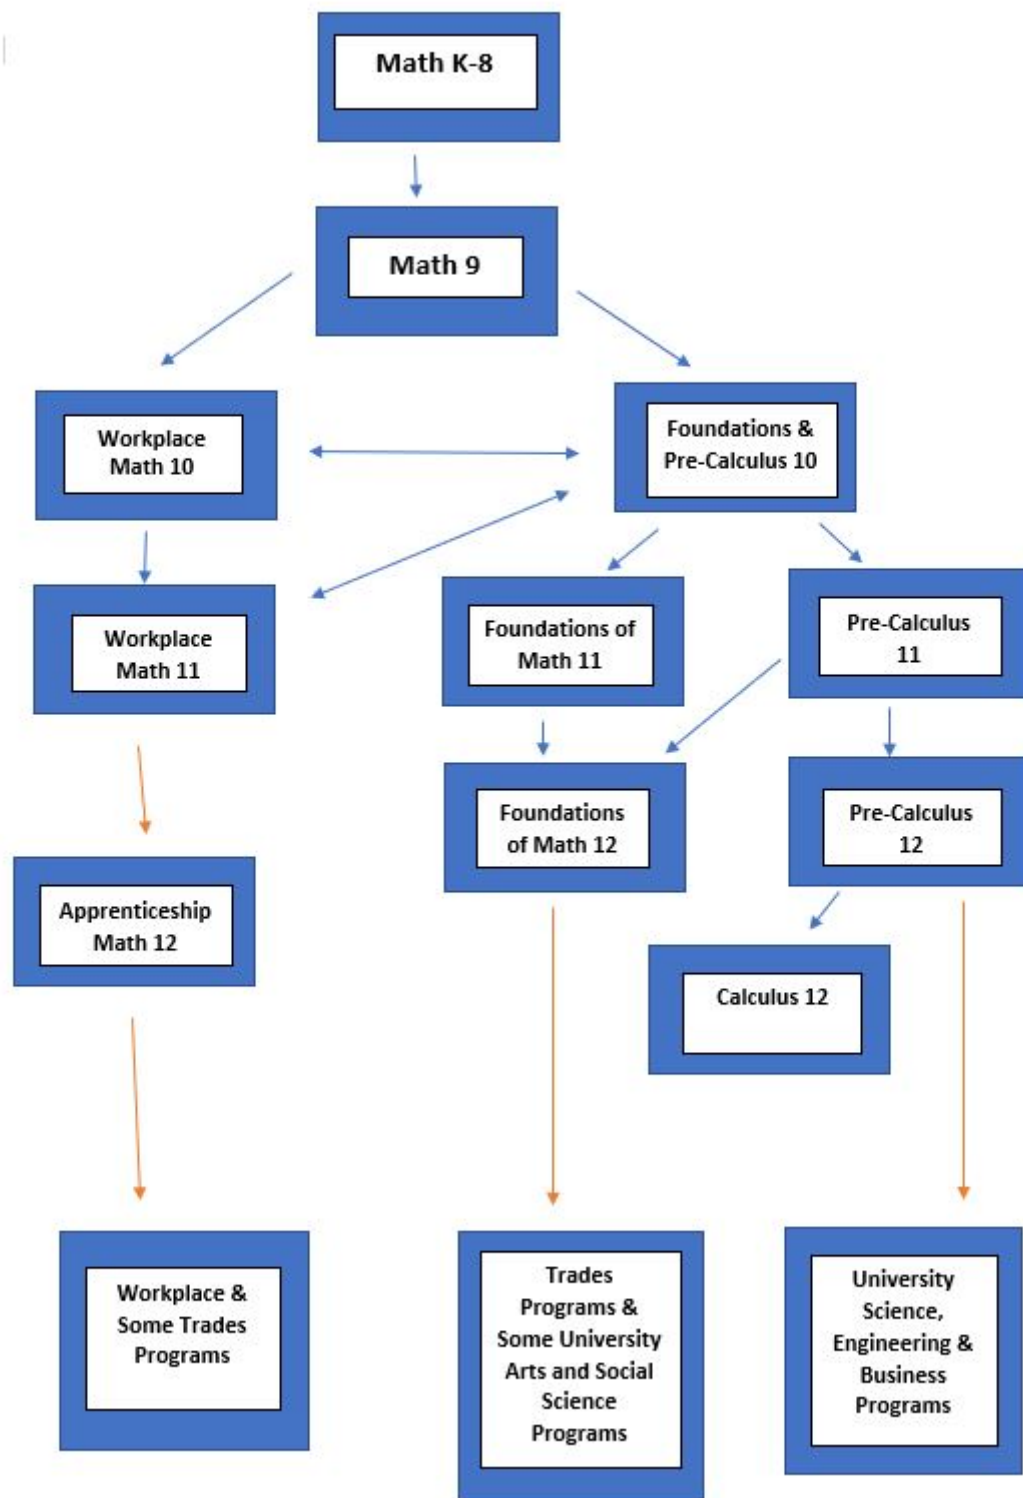 Math K-8
Math 9
Workplace
Math 10
Foundations &
Pre-Calculus 10
Workplace
Math 11
Foundations of
Math 11
Pre-Calculus
11
Foundations
of Math 12
Pre-Calculus
12
Apprenticeship
Math 12
Calculus 12
Workplace &
Some Trades
Programs
Trades
Programs &
Some University
Arts and Social
Science
Programs
University
Science,
Engineering &
Business
Programs